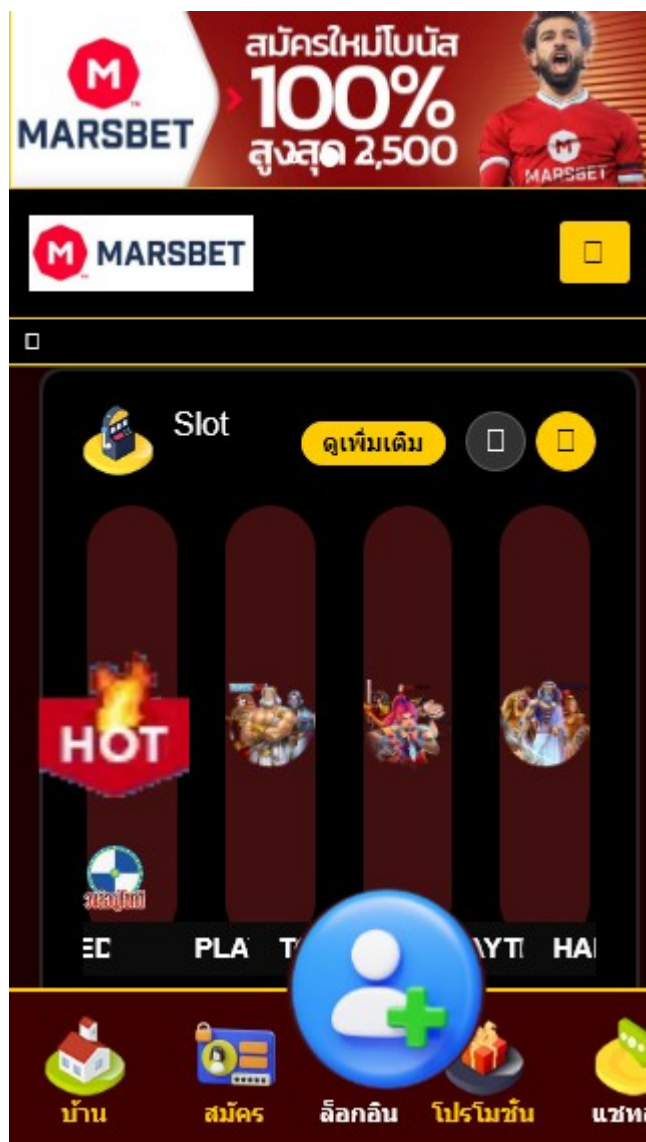 M
MARSBET
สมัครใหม่โบนัส
100%
สูงสุด 2,500
MARSBET
M MARSBET
Slot
ดูเพิ่มเติม
HOT
PLA
HA
บ้าน
สมัคร
ล็อกอิน
โปรโมชั่น